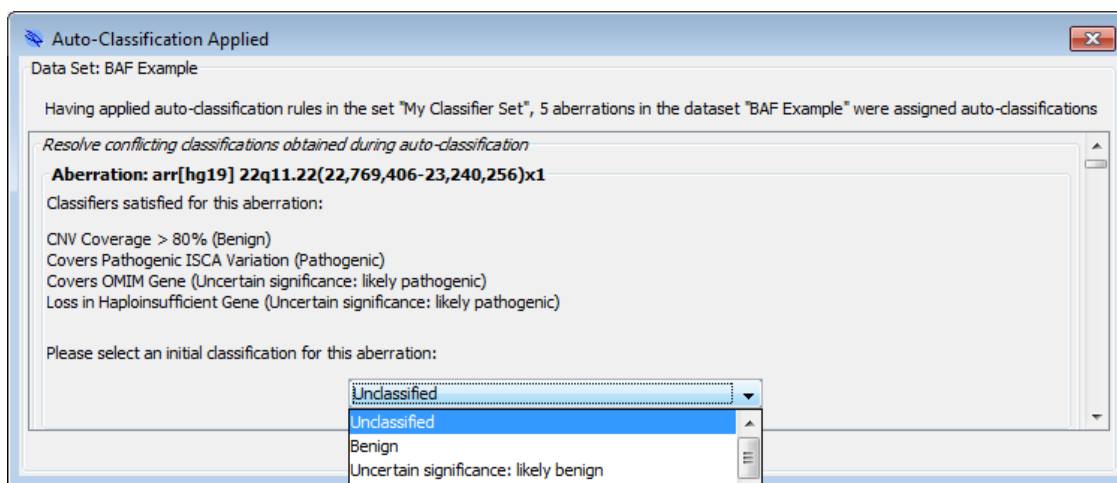 Auto-Classification Applied
Data Set: BAF Example
Having applied auto-classification rules in the set "My Classifier Set", 5 aberrations in the dataset "BAF Example" were assigned auto-classifications
Resolve conflicting classifications obtained during auto-classification
Aberration: arr[hg19] 22q11.22(22,769,406-23,240,256)x1
Classifiers satisfied for this aberration:
CNV Coverage > 80% (Benign)
Covers Pathogenic ISCA Variation (Pathogenic)
Covers OMIM Gene (Uncertain significance: likely pathogenic)
Loss in Haploinsufficient Gene (Uncertain significance: likely pathogenic)
Please select an initial classification for this aberration:
Unclassified
Unclassified
Benign
Uncertain significance: likely benign